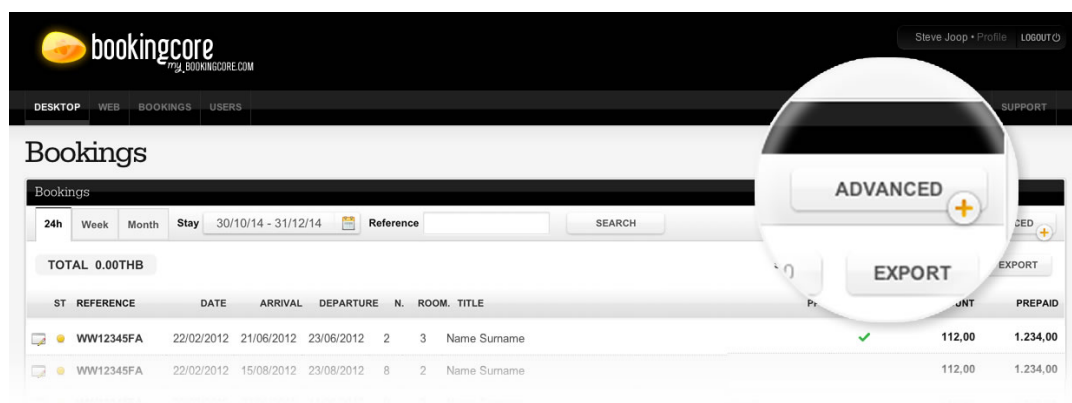 bookingcore
my.BOOKINGCORE.COM
Steve Joop • Profile LOGOUT
DESKTOP WEB BOOKINGS USERS SUPPORT
Bookings
Bookings
ADVANCED
24h Week Month Stay 30/10/14 - 31/12/14 Reference SEARCH
TOTAL 0.00THB EXPORT EXPORT
ST REFERENCE DATE ARRIVAL DEPARTURE N. ROOM. TITLE PREPAID
WW12345FA 22/02/2012 21/06/2012 23/06/2012 2 3 Name Surname 112,00 1.234,00
WW12345FA 22/02/2012 15/08/2012 23/08/2012 8 2 Name Surname 112,00 1.234,00